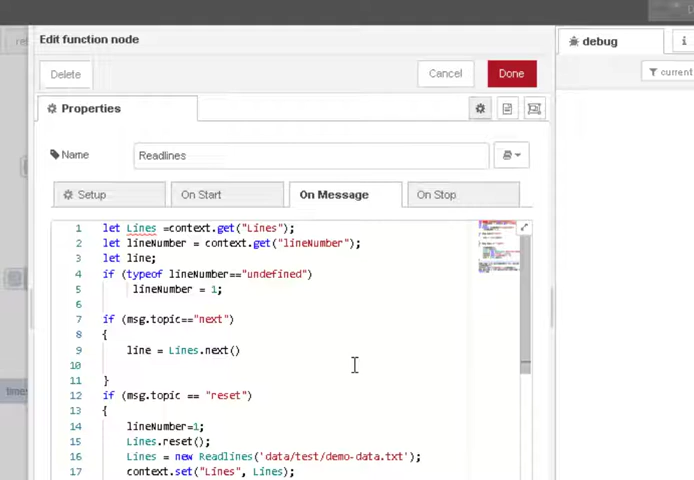 Edit function node
debug
i
Delete
Cancel
Done
current
Properties
Name
Readlines
Setup
On Start
On Message
On Stop
1 let Lines =context.get("Lines");
2 let lineNumber = context.get("lineNumber");
3 let line;
4 if (typeof lineNumber=="undefined")
5 lineNumber = 1;
6
7 if (msg.topic=="next")
8 {
9 line = Lines.next()
10
11 }
12 if (msg.topic == "reset")
13 {
14 lineNumber=1;
15 Lines.reset();
16 Lines = new Readlines('data/test/demo-data.txt');
17 context.set("Lines", Lines);